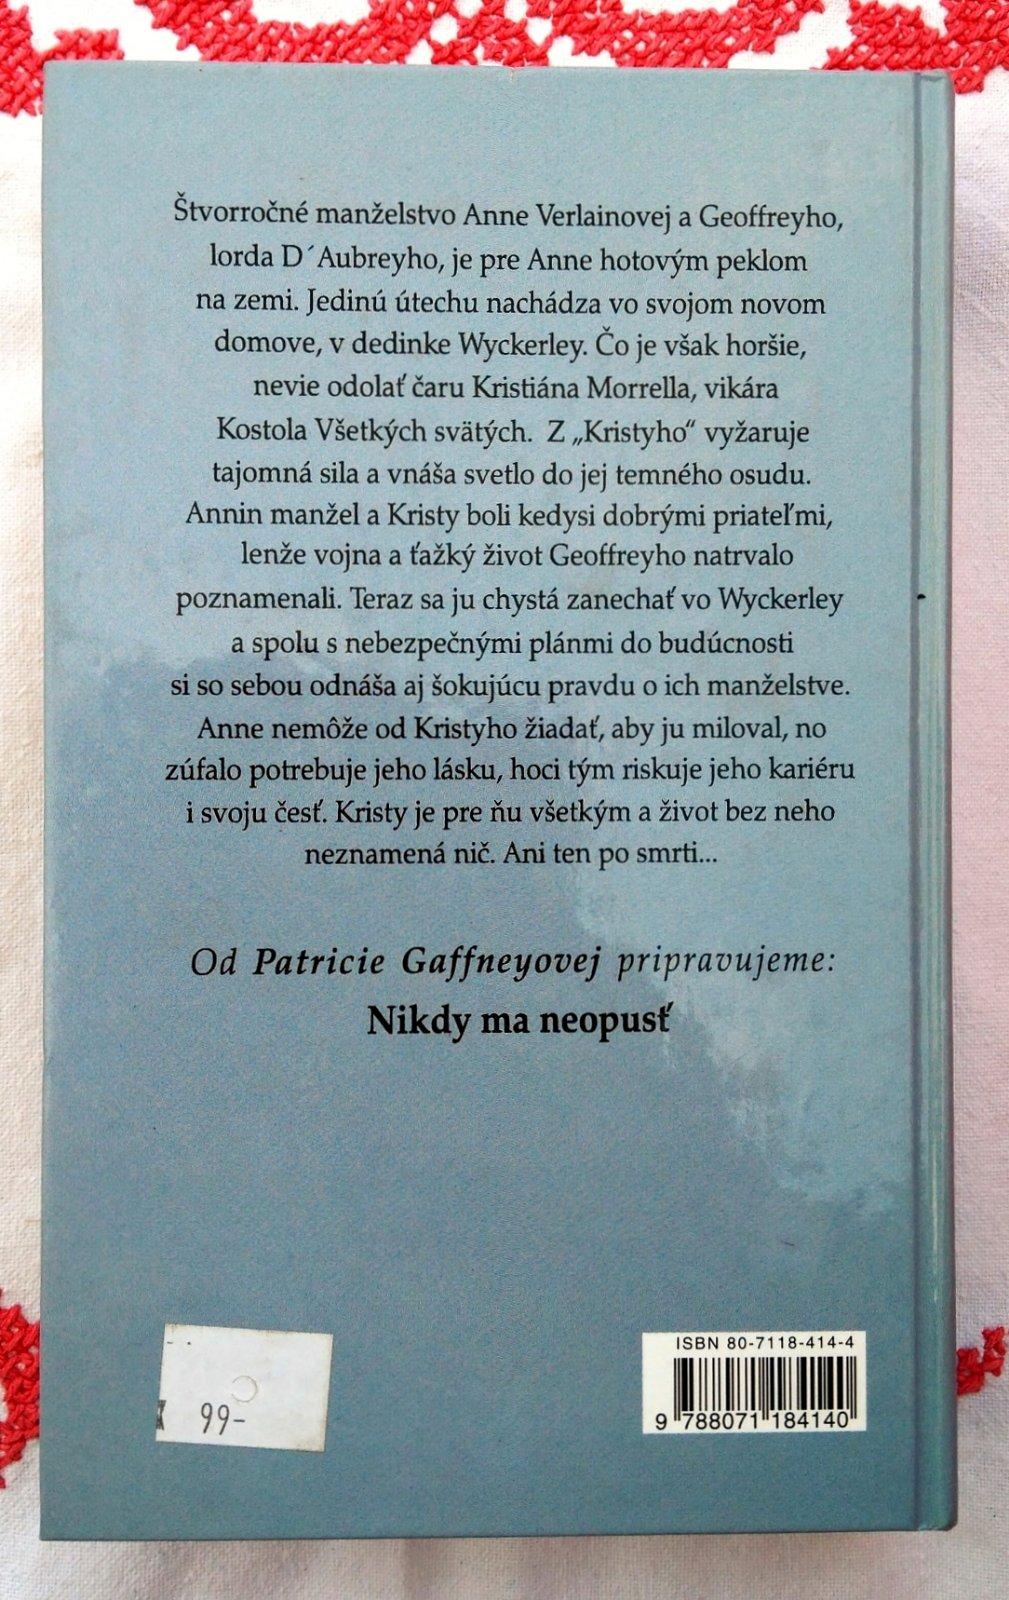 Štvorročné manželstvo Anne Verlainovej a Geoffreyho,
lorda D´Aubreyho, je pre Anne hotovým peklom
na zemi. Jedinú útechu nachádza vo svojom novom
domove, v dedinke Wyckerley. Čo je však horšie,
nevie odolať čaru Kristiána Morrella, vikára
Kostola Všetkých svätých. Z „Kristyho“ vyžaruje
tajomná sila a vnáša svetlo do jej temného osudu.
Annin manžel a Kristy boli kedysi dobrými priateľmi,
lenže vojna a ťažký život Geoffreyho natrvalo
poznamenali. Teraz sa ju chystá zanechať vo Wyckerley
a spolu s nebezpečnými plánmi do budúcnosti
si so sebou odnáša aj šokujúcu pravdu o ich manželstve.
Anne nemôže od Kristyho žiadať, aby ju miloval, no
zúfalo potrebuje jeho lásku, hoci tým riskuje jeho kariéru
i svoju česť. Kristy je pre ňu všetkým a život bez neho
neznamená nič. Ani ten po smrti...
Od Patricie Gaffneyovej pripravujeme:
Nikdy ma neopusť
99-
ISBN 80-7118-414-4
9 788071 184140